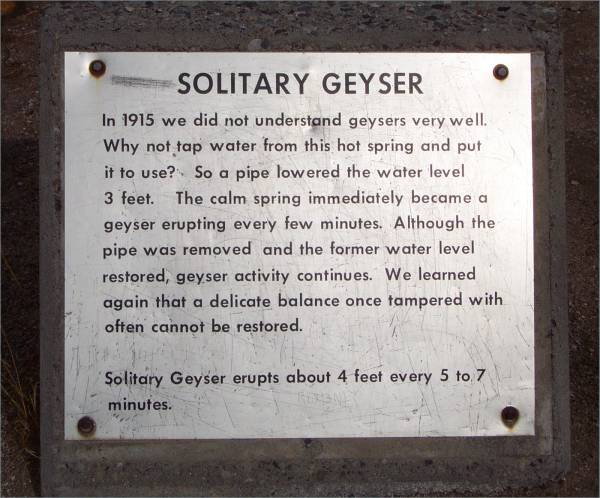 SOLITARY GEYSER
In 1915 we did not understand geysers very well.
Why not tap water from this hot spring and put
it to use? So a pipe lowered the water level
3 feet. The calm spring immediately became a
geyser erupting every few minutes. Although the
pipe was removed and the former water level
restored, geyser activity continues. We learned
again that a delicate balance once tampered with
often cannot be restored.
Solitary Geyser erupts about 4 feet every 5 to 7
minutes.